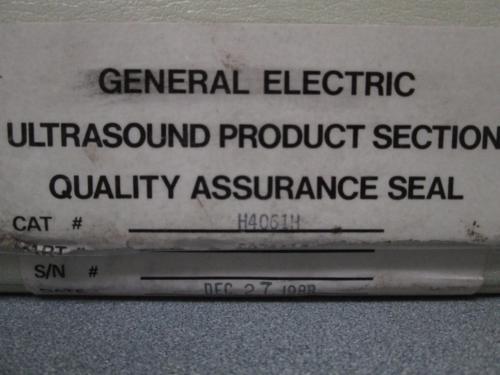 GENERAL ELECTRIC
ULTRASOUND PRODUCT SECTION
QUALITY ASSURANCE SEAL
CAT # H4061H
S/N #
DEC 27 1988